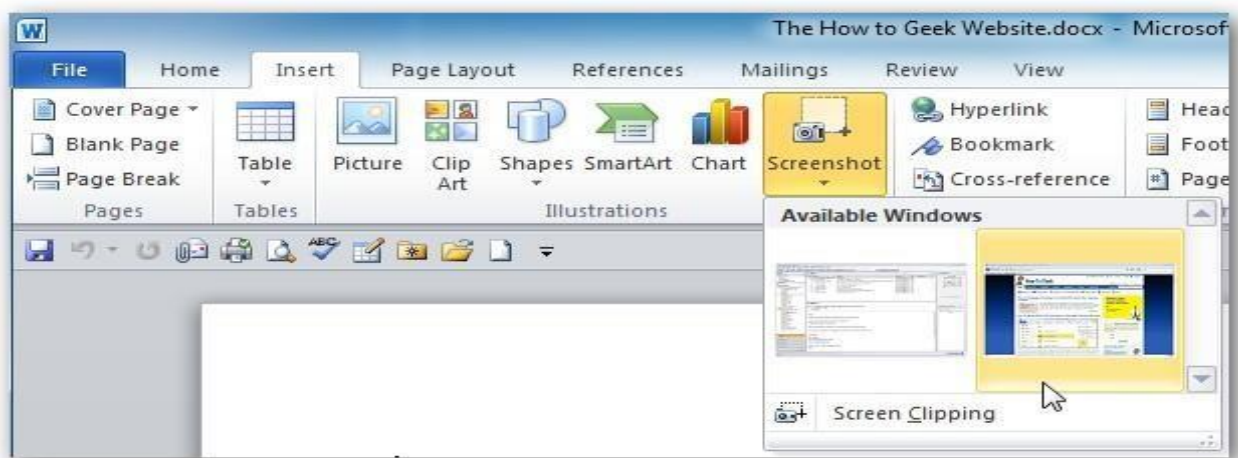 The How to Geek Website.docx - Microsof
File Home Insert Page Layout References Mailings Review View
Cover Page
Blank Page
Page Break
Table
Picture
Clip Art
Shapes
SmartArt
Chart
Screenshot
Hyperlink
Bookmark
Cross-reference
Head
Foot
Page
Pages Tables Illustrations
ABC
Available Windows
Screen Clipping